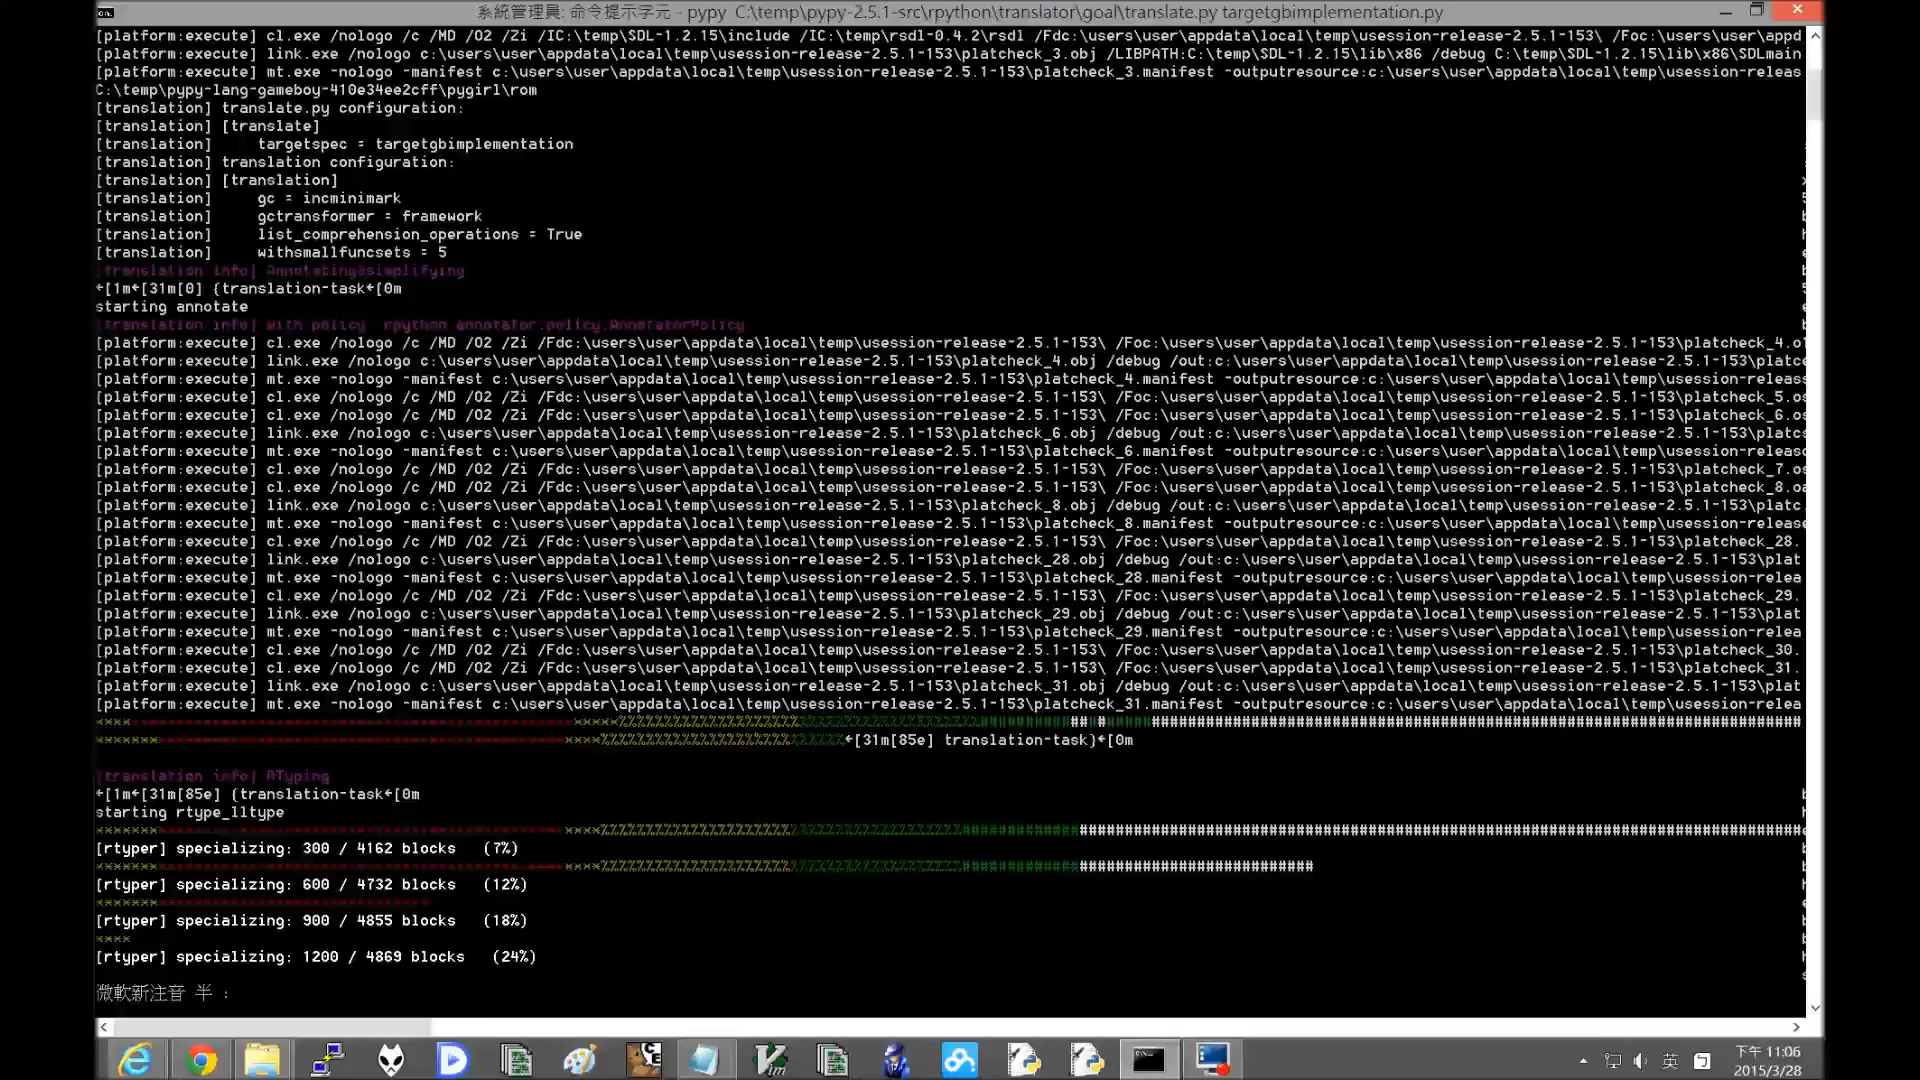 系統管理員: 命令提示字元 - pypy  C:\temp\pypy-2.5.1-src\rpython\translator\goal\translate.py targetgbimplementation.py
[platform:execute] cl.exe /nologo /c /MD /O2 /Zi /IC:\temp\SDL-1.2.15\include /IC:\temp\rsdl-0.4.2\rsdl /Fdc:\users\user\appdata\local\temp\usession-release-2.5.1-153\ /Foc:\users\user\appd
[platform:execute] link.exe /nologo c:\users\user\appdata\local\temp\usession-release-2.5.1-153\platcheck_3.obj /LIBPATH:C:\temp\SDL-1.2.15\lib\x86 /debug C:\temp\SDL-1.2.15\lib\x86\SDLmain
[platform:execute] mt.exe -nologo -manifest c:\users\user\appdata\local\temp\usession-release-2.5.1-153\platcheck_3.manifest -outputresource:c:\users\user\appdata\local\temp\usession-releas
C:\temp\pypy-lang-gameboy-410e34ee2cff\pygirl\rom
[translation] translate.py configuration:
[translation] [translate]
[translation]     targetspec = targetgbimplementation
[translation] translation configuration:
[translation] [translation]
[translation]     gc = incminimark
[translation]     gctransformer = framework
[translation]     list_comprehension_operations = True
[translation]     withsmallfuncsets = 5
[translation info] Annotating&simplifying
←[1m←[31m[0] {translation-task←[0m
starting annotate
[translation info] with policy  rpython annotator.policy.AnnotatorPolicy
[platform:execute] cl.exe /nologo /c /MD /O2 /Zi /Fdc:\users\user\appdata\local\temp\usession-release-2.5.1-153\ /Foc:\users\user\appdata\local\temp\usession-release-2.5.1-153\platcheck_4.o
[platform:execute] link.exe /nologo c:\users\user\appdata\local\temp\usession-release-2.5.1-153\platcheck_4.obj /debug /out:c:\users\user\appdata\local\temp\usession-release-2.5.1-153\platc
[platform:execute] mt.exe -nologo -manifest c:\users\user\appdata\local\temp\usession-release-2.5.1-153\platcheck_4.manifest -outputresource:c:\users\user\appdata\local\temp\usession-releas
[platform:execute] cl.exe /nologo /c /MD /O2 /Zi /Fdc:\users\user\appdata\local\temp\usession-release-2.5.1-153\ /Foc:\users\user\appdata\local\temp\usession-release-2.5.1-153\platcheck_5.o
[platform:execute] cl.exe /nologo /c /MD /O2 /Zi /Fdc:\users\user\appdata\local\temp\usession-release-2.5.1-153\ /Foc:\users\user\appdata\local\temp\usession-release-2.5.1-153\platcheck_6.o
[platform:execute] link.exe /nologo c:\users\user\appdata\local\temp\usession-release-2.5.1-153\platcheck_6.obj /debug /out:c:\users\user\appdata\local\temp\usession-release-2.5.1-153\platc
[platform:execute] mt.exe -nologo -manifest c:\users\user\appdata\local\temp\usession-release-2.5.1-153\platcheck_6.manifest -outputresource:c:\users\user\appdata\local\temp\usession-releas
[platform:execute] cl.exe /nologo /c /MD /O2 /Zi /Fdc:\users\user\appdata\local\temp\usession-release-2.5.1-153\ /Foc:\users\user\appdata\local\temp\usession-release-2.5.1-153\platcheck_7.o
[platform:execute] cl.exe /nologo /c /MD /O2 /Zi /Fdc:\users\user\appdata\local\temp\usession-release-2.5.1-153\ /Foc:\users\user\appdata\local\temp\usession-release-2.5.1-153\platcheck_8.o
[platform:execute] link.exe /nologo c:\users\user\appdata\local\temp\usession-release-2.5.1-153\platcheck_8.obj /debug /out:c:\users\user\appdata\local\temp\usession-release-2.5.1-153\platc
[platform:execute] mt.exe -nologo -manifest c:\users\user\appdata\local\temp\usession-release-2.5.1-153\platcheck_8.manifest -outputresource:c:\users\user\appdata\local\temp\usession-releas
[platform:execute] cl.exe /nologo /c /MD /O2 /Zi /Fdc:\users\user\appdata\local\temp\usession-release-2.5.1-153\ /Foc:\users\user\appdata\local\temp\usession-release-2.5.1-153\platcheck_28.
[platform:execute] link.exe /nologo c:\users\user\appdata\local\temp\usession-release-2.5.1-153\platcheck_28.obj /debug /out:c:\users\user\appdata\local\temp\usession-release-2.5.1-153\plat
[platform:execute] mt.exe -nologo -manifest c:\users\user\appdata\local\temp\usession-release-2.5.1-153\platcheck_28.manifest -outputresource:c:\users\user\appdata\local\temp\usession-relea
[platform:execute] cl.exe /nologo /c /MD /O2 /Zi /Fdc:\users\user\appdata\local\temp\usession-release-2.5.1-153\ /Foc:\users\user\appdata\local\temp\usession-release-2.5.1-153\platcheck_29.
[platform:execute] link.exe /nologo c:\users\user\appdata\local\temp\usession-release-2.5.1-153\platcheck_29.obj /debug /out:c:\users\user\appdata\local\temp\usession-release-2.5.1-153\plat
[platform:execute] mt.exe -nologo -manifest c:\users\user\appdata\local\temp\usession-release-2.5.1-153\platcheck_29.manifest -outputresource:c:\users\user\appdata\local\temp\usession-relea
[platform:execute] cl.exe /nologo /c /MD /O2 /Zi /Fdc:\users\user\appdata\local\temp\usession-release-2.5.1-153\ /Foc:\users\user\appdata\local\temp\usession-release-2.5.1-153\platcheck_30.
[platform:execute] cl.exe /nologo /c /MD /O2 /Zi /Fdc:\users\user\appdata\local\temp\usession-release-2.5.1-153\ /Foc:\users\user\appdata\local\temp\usession-release-2.5.1-153\platcheck_31.
[platform:execute] link.exe /nologo c:\users\user\appdata\local\temp\usession-release-2.5.1-153\platcheck_31.obj /debug /out:c:\users\user\appdata\local\temp\usession-release-2.5.1-153\plat
[platform:execute] mt.exe -nologo -manifest c:\users\user\appdata\local\temp\usession-release-2.5.1-153\platcheck_31.manifest -outputresource:c:\users\user\appdata\local\temp\usession-relea
←[31m[85e] translation-task}←[0m
[translation info] RTyping
←[1m←[31m[85e] {translation-task←[0m
starting rtype_lltype
[rtyper] specializing: 300 / 4162 blocks   (7%)
[rtyper] specializing: 600 / 4732 blocks   (12%)
[rtyper] specializing: 900 / 4855 blocks   (18%)
[rtyper] specializing: 1200 / 4869 blocks   (24%)
微軟新注音 半 :
英
下午 11:06
2015/3/28